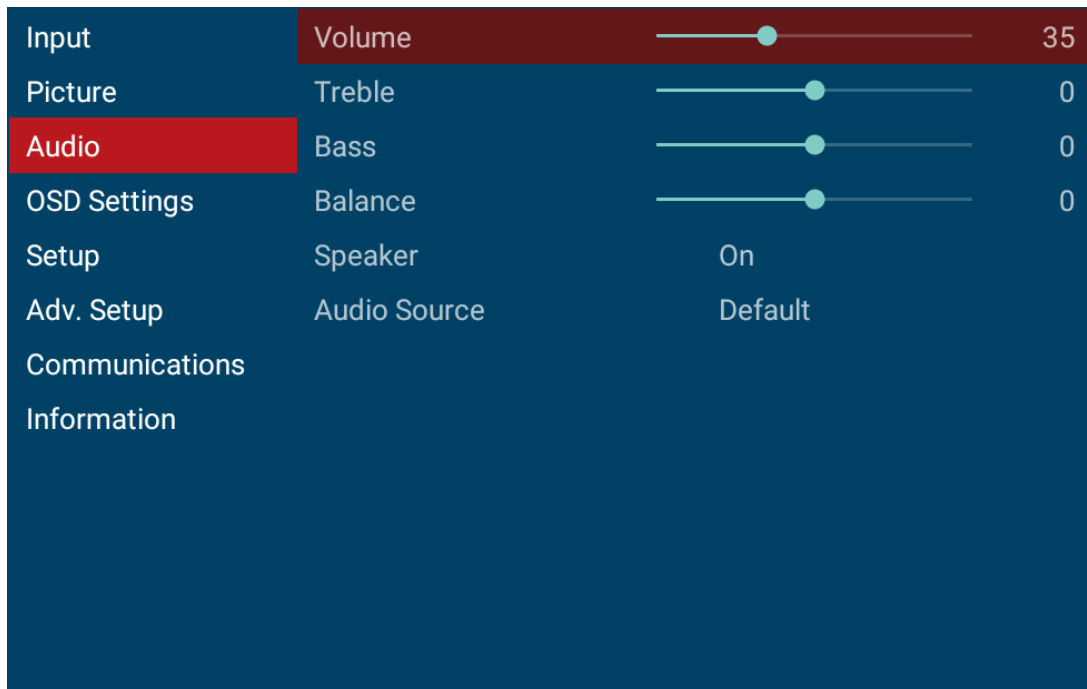 Input
Picture
Audio
OSD Settings
Setup
Adv. Setup
Communications
Information
Volume 35
Treble 0
Bass 0
Balance 0
Speaker On
Audio Source Default